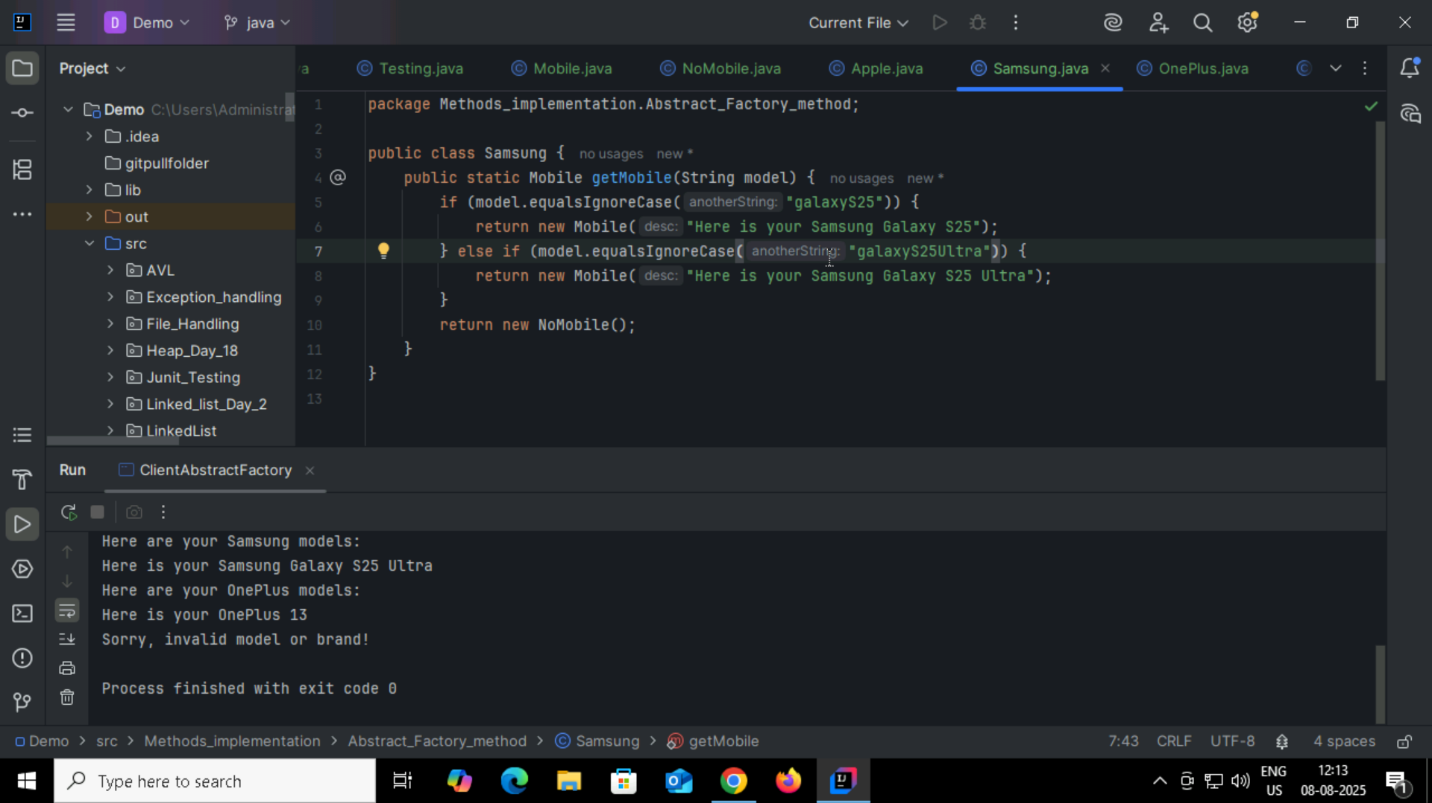 D Demo java Current File
Project
a Testing.java Mobile.java NoMobile.java Apple.java Samsung.java OnePlus.java
Demo C:\Users\Administrat
.idea
gitpullfolder
lib
out
src
AVL
Exception_handling
File_Handling
Heap_Day_18
Junit_Testing
Linked_list_Day_2
LinkedList
1 package Methods_implementation.Abstract_Factory_method;
2
3 public class Samsung { no usages new *
4 @ public static Mobile getMobile(String model) { no usages new *
5 if (model.equalsIgnoreCase( anotherString: "galaxyS25")) {
6 return new Mobile( desc: "Here is your Samsung Galaxy S25");
7 } else if (model.equalsIgnoreCase( anotherString: "galaxyS25Ultra")) {
8 return new Mobile( desc: "Here is your Samsung Galaxy S25 Ultra");
9 }
10 return new NoMobile();
11 }
12 }
13
Run ClientAbstractFactory
Here are your Samsung models:
Here is your Samsung Galaxy S25 Ultra
Here are your OnePlus models:
Here is your OnePlus 13
Sorry, invalid model or brand!
Process finished with exit code 0
Demo > src > Methods_implementation > Abstract_Factory_method > Samsung > getMobile 7:43 CRLF UTF-8 4 spaces
Type here to search ENG 12:13
US 08-08-2025 1